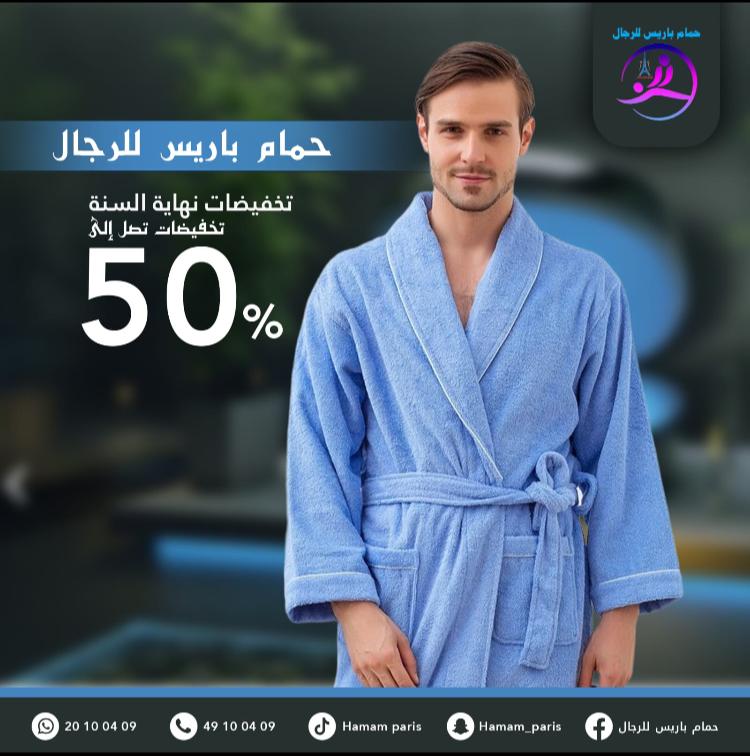 حمام باريس للرجال
حمام باريس للرجال
تخفيضات نهاية السنة
تخفيضات تصل إلى
50%
20 10 04 09
49 10 04 09
Hamam paris
Hamam_paris
حمام باريس للرجال